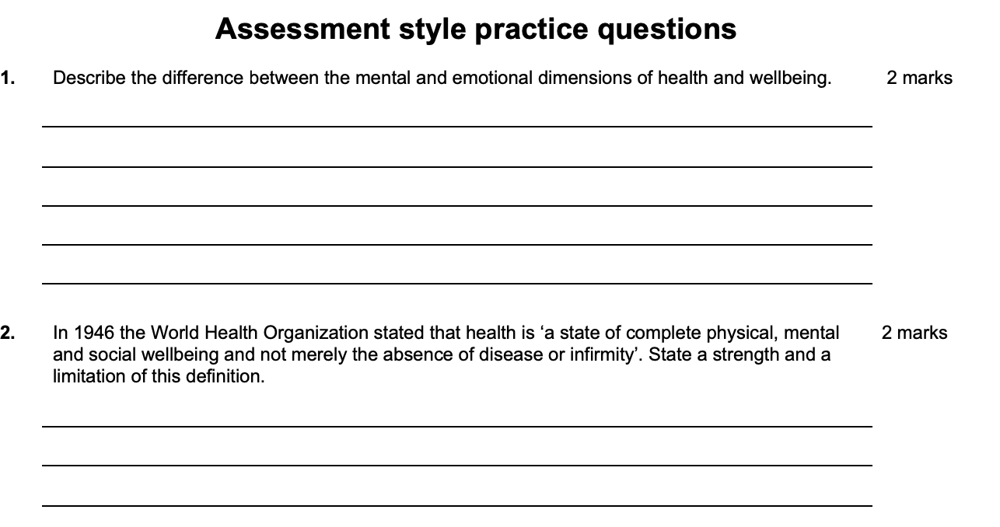 Assessment style practice questions
1. Describe the difference between the mental and emotional dimensions of health and wellbeing. 2 marks
2. In 1946 the World Health Organization stated that health is ‘a state of complete physical, mental 2 marks
and social wellbeing and not merely the absence of disease or infirmity’. State a strength and a
limitation of this definition.